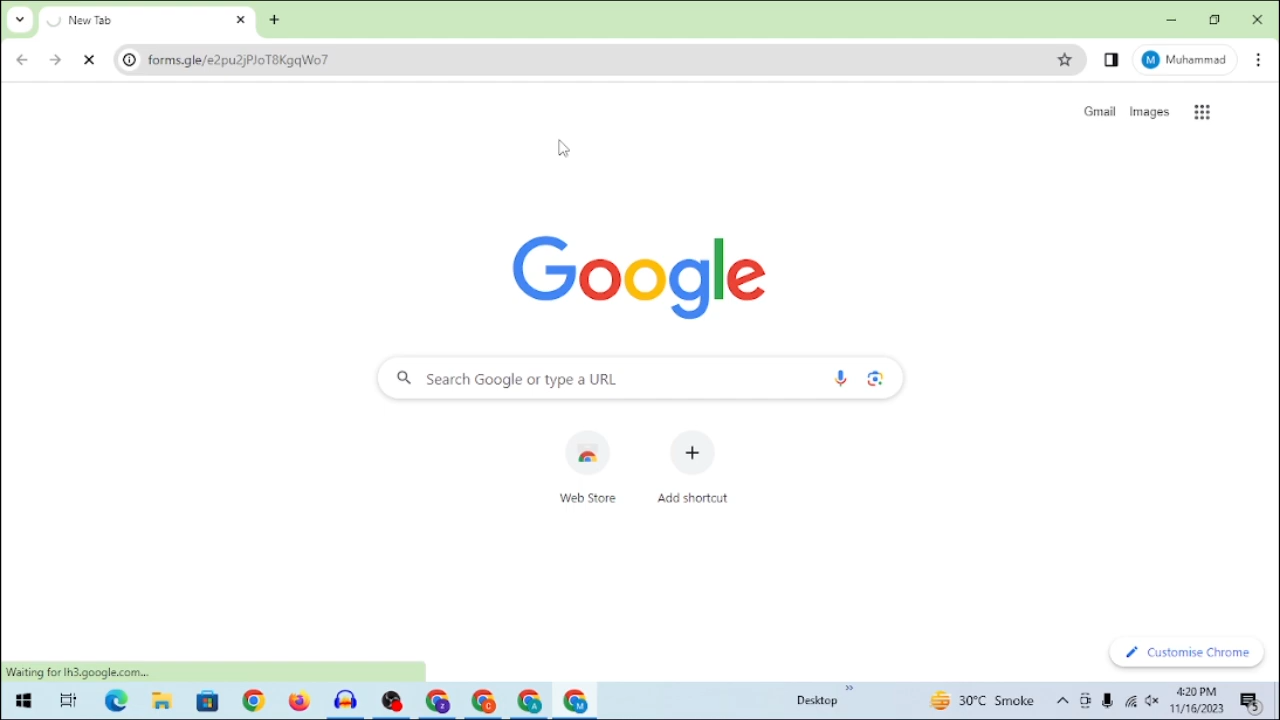 New Tab
forms.gle/e2pu2jPJoT8KgqWo7
M Muhammad
Gmail Images
Google
Search Google or type a URL
Web Store
Add shortcut
Customise Chrome
Waiting for lh3.google.com...
Desktop
30°C Smoke
4:20 PM
11/16/2023
5